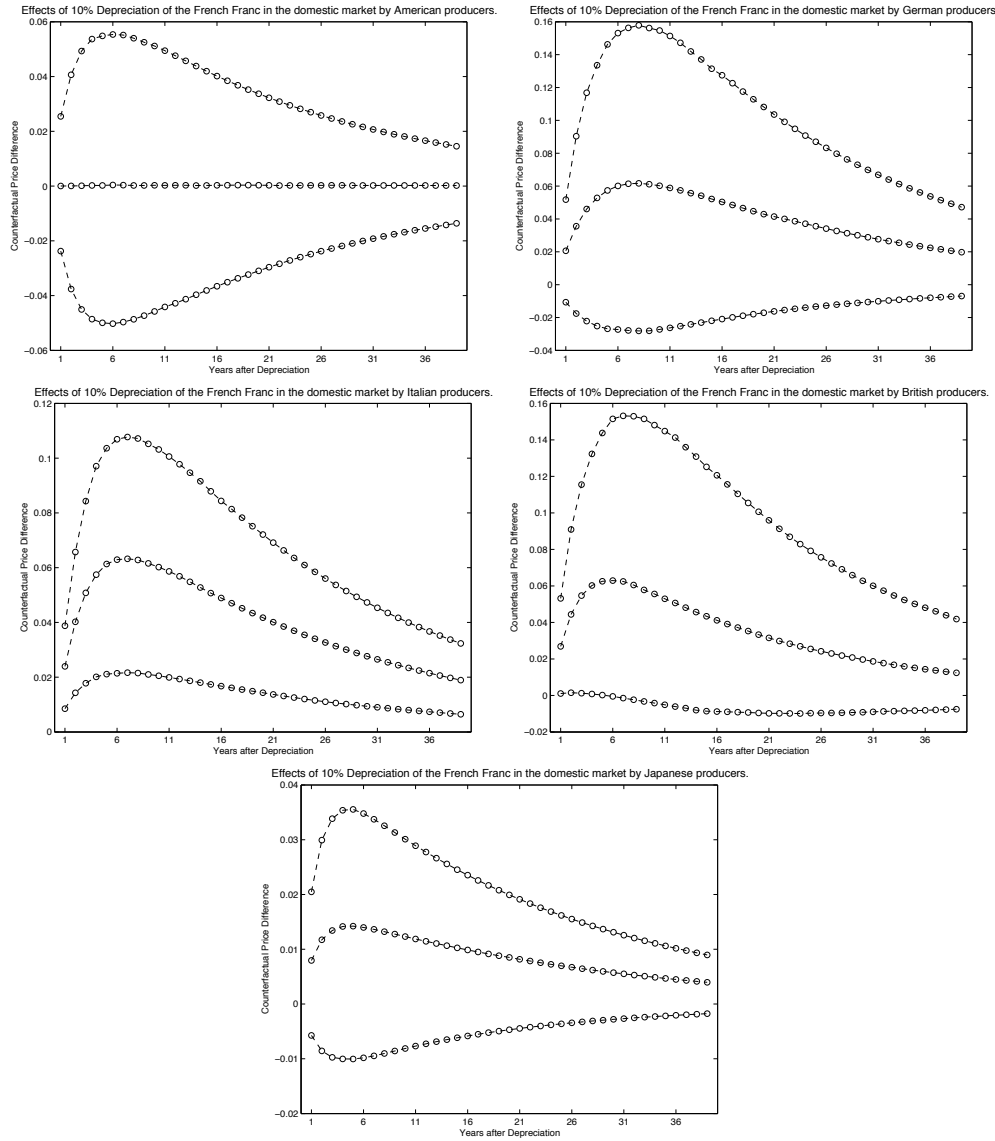 Effects of 10% Depreciation of the French Franc in the domestic market by American producers.
0.06
0.04
0.02
0
−0.02
−0.04
−0.06
Counterfactual Price Difference
1 6 11 16 21 26 31 36
Years after Depreciation
Effects of 10% Depreciation of the French Franc in the domestic market by German producers
0.16
0.14
0.12
0.1
0.08
0.06
0.04
0.02
0
−0.02
−0.04
Counterfactual Price Difference
1 6 11 16 21 26 31 36
Years after Depreciation
Effects of 10% Depreciation of the French Franc in the domestic market by Italian producers.
0.12
0.1
0.08
0.06
0.04
0.02
0
Counterfactual Price Difference
1 6 11 16 21 26 31 36
Years after Depreciation
Effects of 10% Depreciation of the French Franc in the domestic market by British producers.
0.16
0.14
0.12
0.1
0.08
0.06
0.04
0.02
0
−0.02
Counterfactual Price Difference
1 6 11 16 21 26 31 36
Years after Depreciation
Effects of 10% Depreciation of the French Franc in the domestic market by Japanese producers.
0.04
0.03
0.02
0.01
0
−0.01
−0.02
Counterfactual Price Difference
1 6 11 16 21 26 31 36
Years after Depreciation